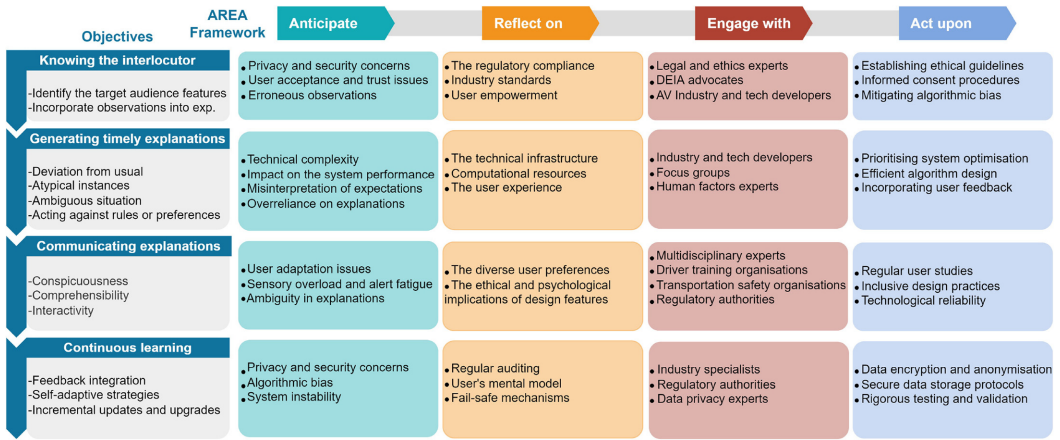 AREA
Framework
Objectives
Anticipate
Reflect on
Engage with
Act upon
Knowing the interlocutor
-Identify the target audience features
-Incorporate observations into exp.
•Privacy and security concerns
•User acceptance and trust issues
•Erroneous observations
•The regulatory compliance
•Industry standards
•User empowerment
•Legal and ethics experts
•DEIA advocates
•AV Industry and tech developers
•Establishing ethical guidelines
•Informed consent procedures
•Mitigating algorithmic bias
Generating timely explanations
-Deviation from usual
-Atypical instances
-Ambiguous situation
-Acting against rules or preferences
•Technical complexity
•Impact on the system performance
•Misinterpretation of expectations
•Overreliance on explanations
•The technical infrastructure
•Computational resources
•The user experience
•Industry and tech developers
•Focus groups
•Human factors experts
•Prioritising system optimisation
•Efficient algorithm design
•Incorporating user feedback
Communicating explanations
-Conspicuousness
-Comprehensibility
-Interactivity
•User adaptation issues
•Sensory overload and alert fatigue
•Ambiguity in explanations
•The diverse user preferences
•The ethical and psychological
implications of design features
•Multidisciplinary experts
•Driver training organisations
•Transportation safety organisations
•Regulatory authorities
•Regular user studies
•Inclusive design practices
•Technological reliability
Continuous learning
-Feedback integration
-Self-adaptive strategies
-Incremental updates and upgrades
•Privacy and security concerns
•Algorithmic bias
•System instability
•Regular auditing
•User's mental model
•Fail-safe mechanisms
•Industry specialists
•Regulatory authorities
•Data privacy experts
•Data encryption and anonymisation
•Secure data storage protocols
•Rigorous testing and validation